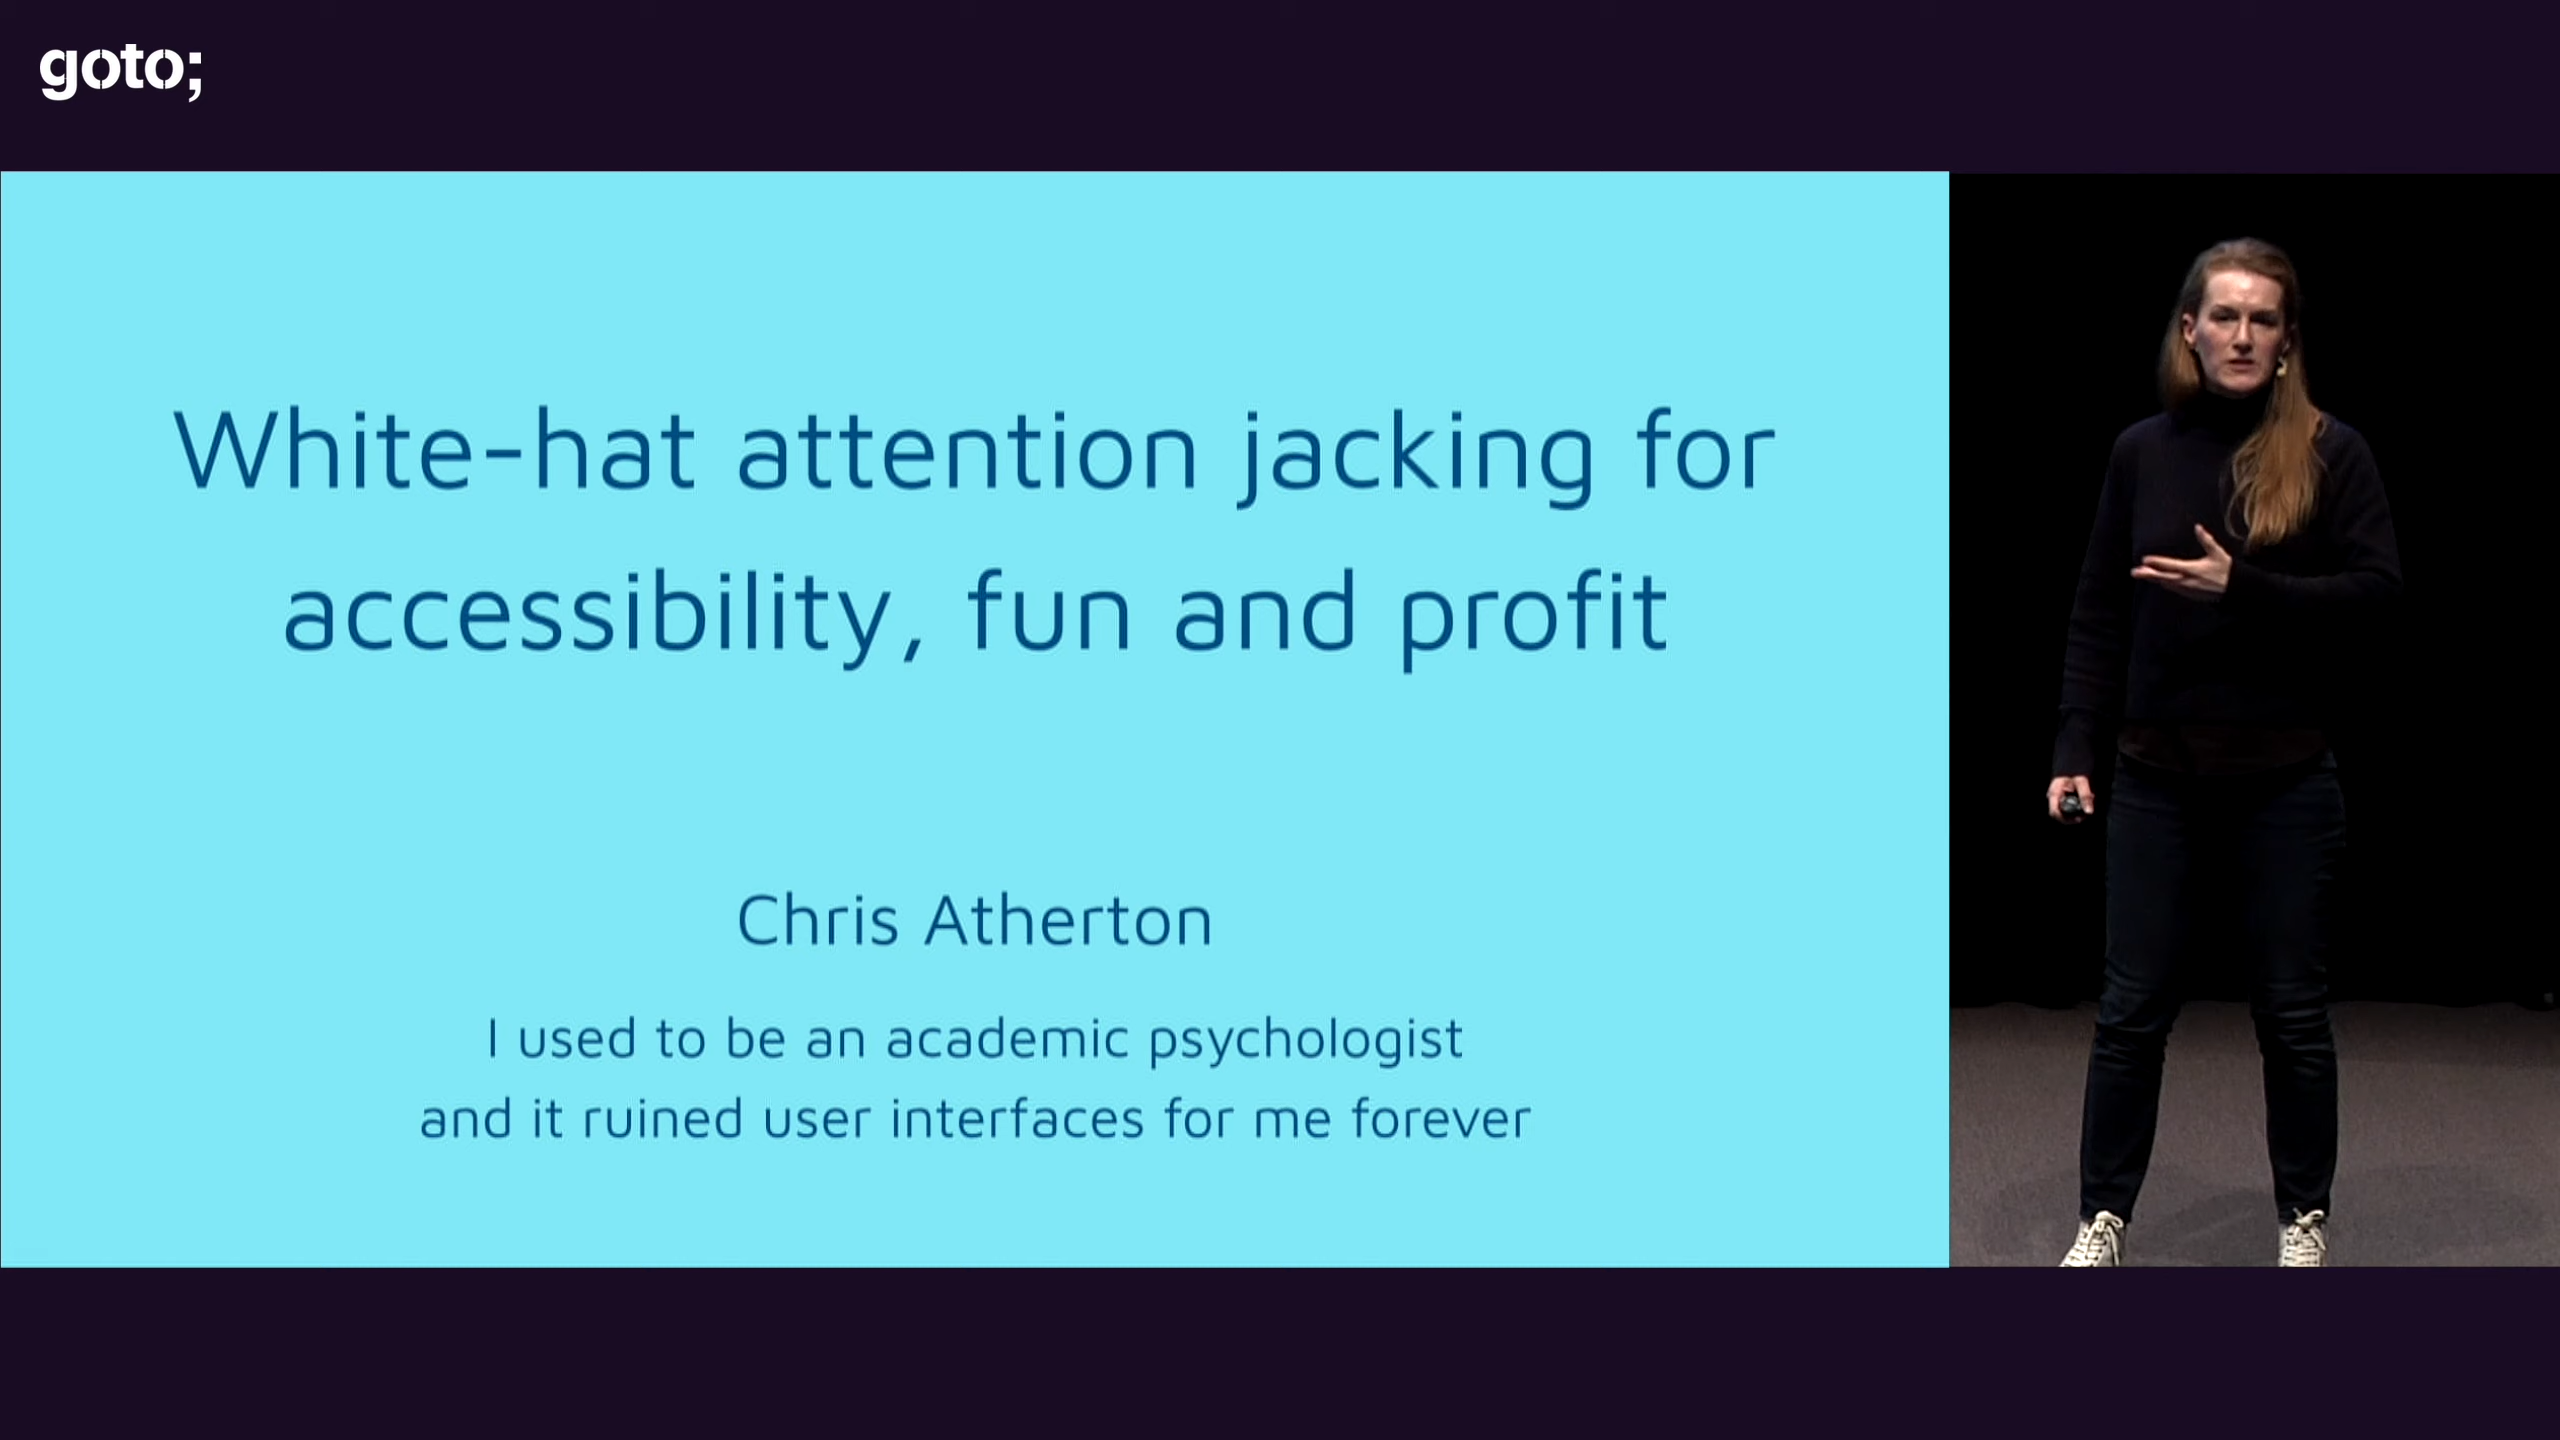 goto;
White-hat attention jacking for
accessibility, fun and profit
Chris Atherton
I used to be an academic psychologist
and it ruined user interfaces for me forever